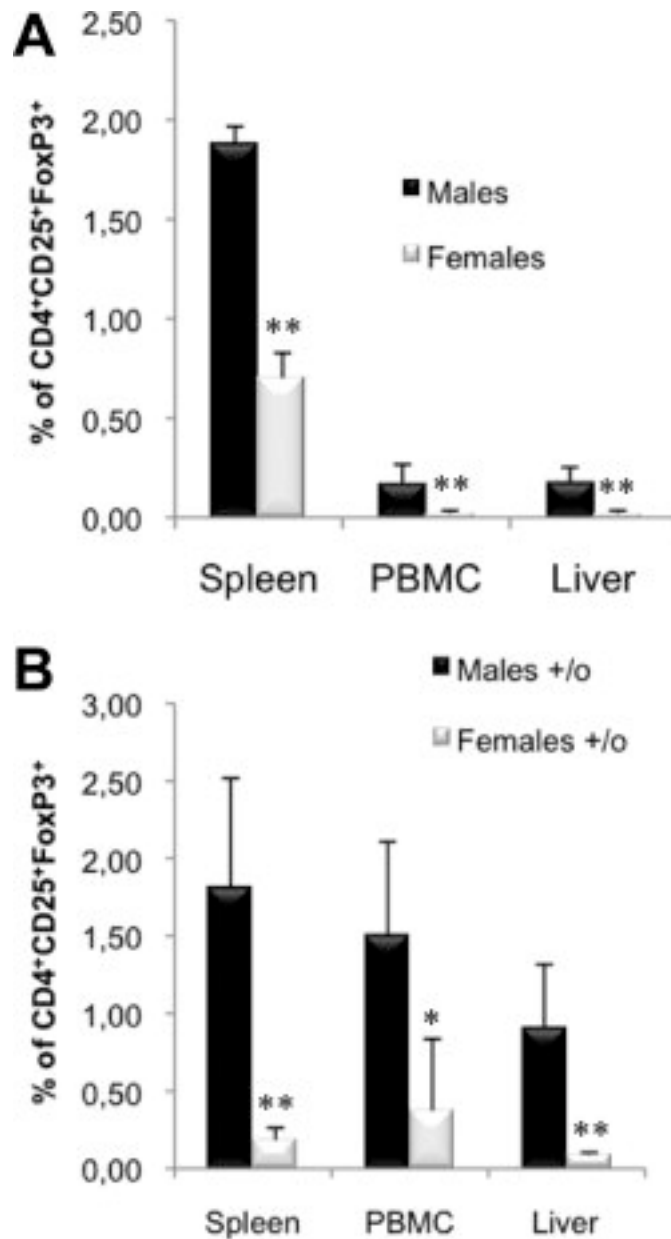 A
% of CD4⁺CD25⁺FoxP3⁺
2,50
2,00
1,50
1,00
0,50
0,00
Males
Females
**
**
**
Spleen PBMC Liver
B
% of CD4⁺CD25⁺FoxP3⁺
3,00
2,50
2,00
1,50
1,00
0,50
0,00
Males +/o
Females +/o
**
*
**
Spleen PBMC Liver